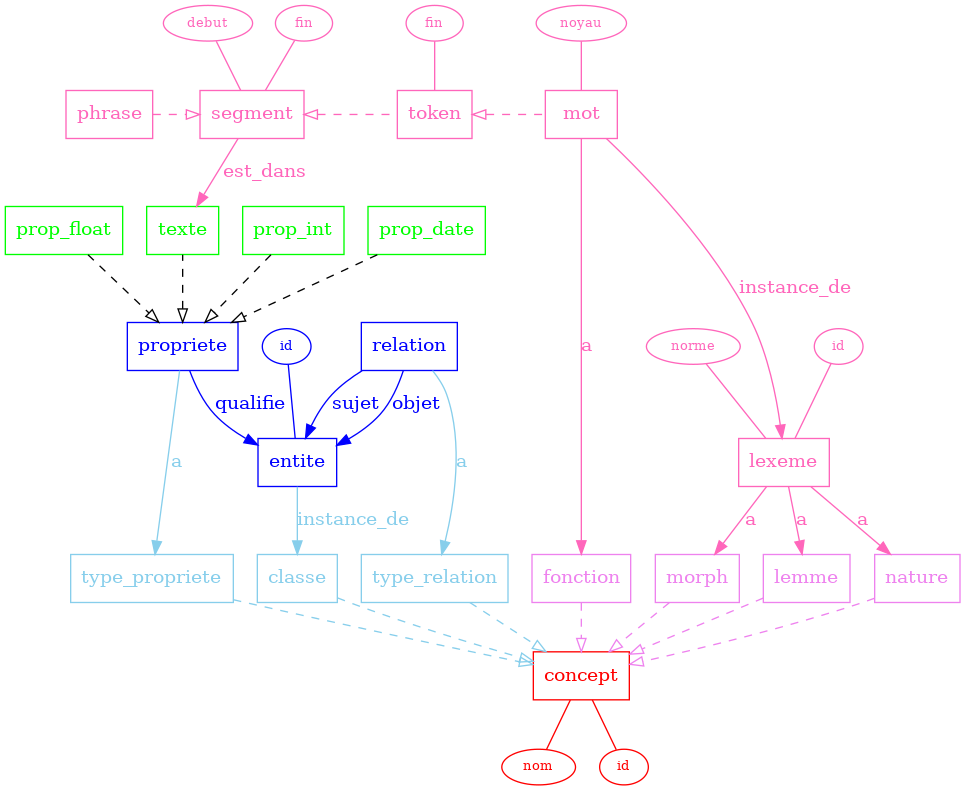 debut
fin
fin
noyau
phrase
segment
token
mot
est_dans
prop_float
texte
prop_int
prop_date
instance_de
propriete
id
relation
a
norme
id
qualifie
sujet
objet
a
entite
a
lexeme
instance_de
a
a
a
type_propriete
classe
type_relation
fonction
morph
lemme
nature
concept
nom
id